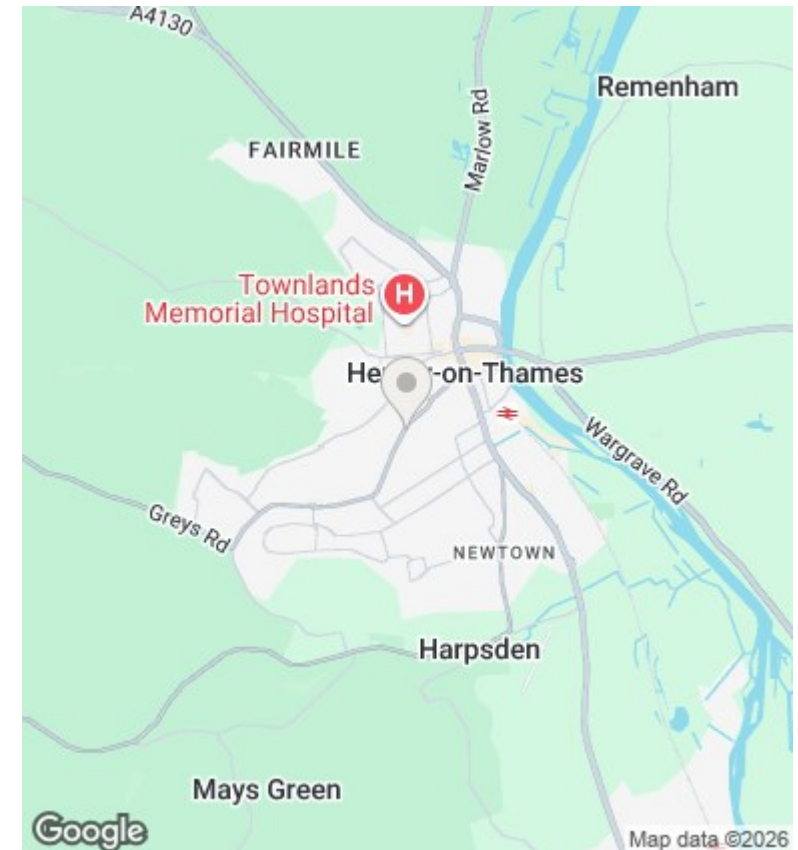 A4130
Remenham
Marlow Rd
FAIRMILE
Townlands
Memorial Hospital
H
-on-Thames
Wargrave Rd
Greys Rd
NEWTOWN
Harpsden
Mays Green
Google
Map data ©2026